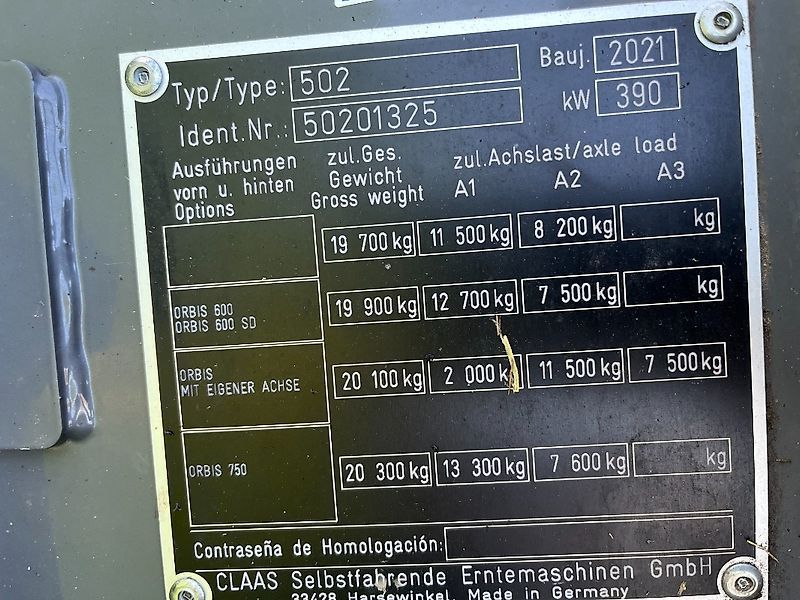 Typ/Type: 502 Bauj. 2021
Ident.Nr.: 50201325 kW 390
Ausführungen vorn u. hinten Options
zul.Ges. Gewicht Gross weight
zul.Achslast/axle load
A1 A2 A3
19 700 kg 11 500 kg 8 200 kg kg
ORBIS 600
ORBIS 600 SD
19 900 kg 12 700 kg 7 500 kg kg
ORBIS
MIT EIGENER ACHSE
20 100 kg 2 000 kg 11 500 kg 7 500 kg
ORBIS 750
20 300 kg 13 300 kg 7 600 kg kg
Contraseña de Homologación:
CLAAS Selbstfahrende Erntemaschinen GmbH
33428 Harsewinkel, Made in Germany